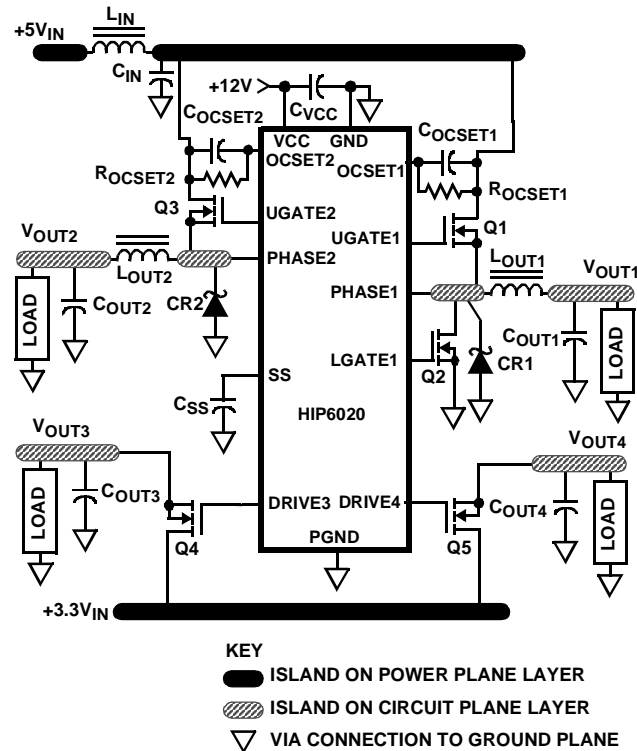 +5VIN
LIN
CIN
+12V
CVCC
COCSET2
COCSET1
VCC
GND
OCSET2
OCSET1
ROCSET2
ROCSET1
Q3
Q1
UGATE2
UGATE1
VOUT2
LOUT2
PHASE2
PHASE1
LOUT1
VOUT1
COUT2
CR2
LOAD
COUT1
LOAD
LGATE1
Q2
CR1
SS
CSS
HIP6020
VOUT3
VOUT4
COUT3
LOAD
DRIVE3
DRIVE4
COUT4
LOAD
Q4
PGND
Q5
+3.3VIN
KEY
ISLAND ON POWER PLANE LAYER
ISLAND ON CIRCUIT PLANE LAYER
VIA CONNECTION TO GROUND PLANE